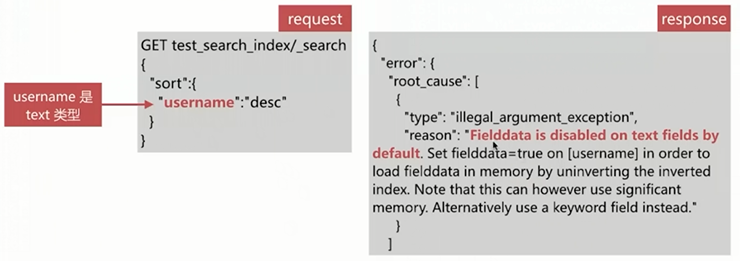 request
GET test_search_index/_search
{
"sort":{
"username":"desc"
}
}
username 是
text 类型
response
{
"error": {
"root_cause": [
{
"type": "illegal_argument_exception",
"reason": "Fielddata is disabled on text fields by
default. Set fielddata=true on [username] in order to
load fielddata in memory by uninverting the inverted
index. Note that this can however use significant
memory. Alternatively use a keyword field instead."
}
]